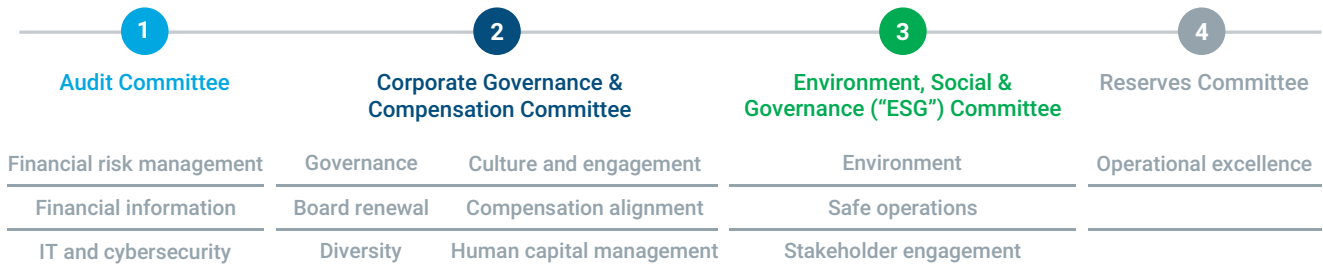 1
Audit Committee
Financial risk management
Financial information
IT and cybersecurity
2
Corporate Governance &
Compensation Committee
Governance
Culture and engagement
Board renewal
Compensation alignment
Diversity
Human capital management
3
Environment, Social &
Governance (“ESG”) Committee
Environment
Safe operations
Stakeholder engagement
4
Reserves Committee
Operational excellence